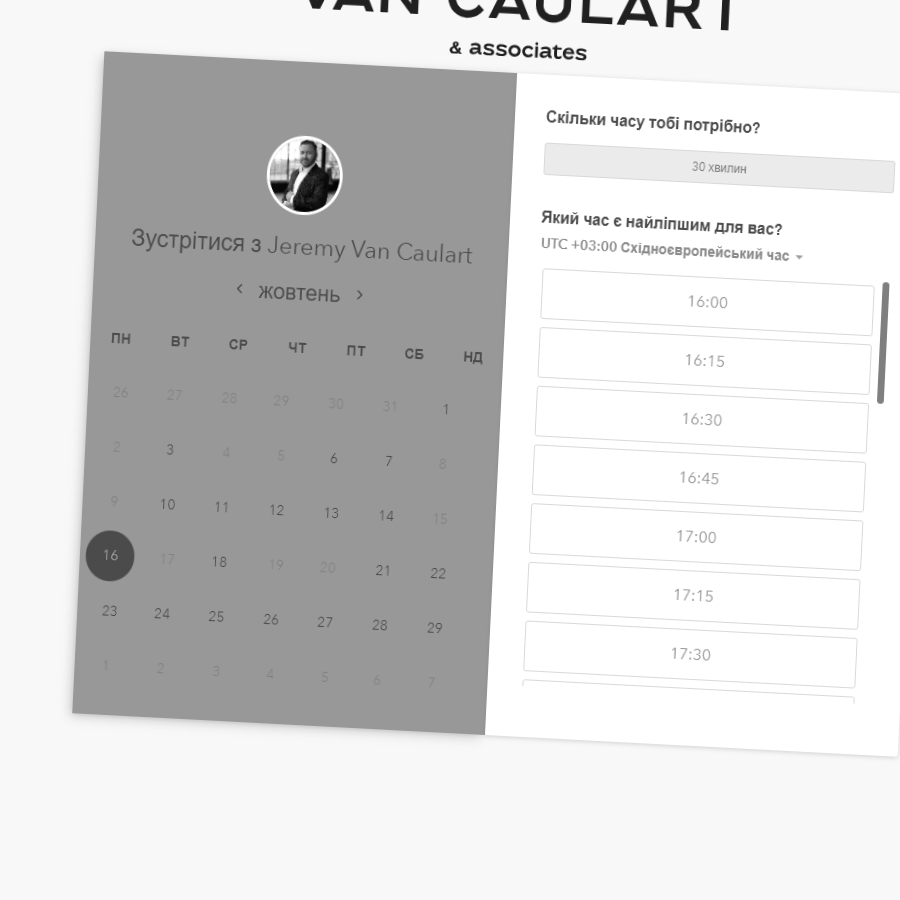 VAN CAULART
& associates
Зустрітися з Jeremy Van Caulart
жовтень
ПН ВТ СР ЧТ ПТ СБ НД
26 27 28 29 30 31 1
2 3 4 5 6 7 8
9 10 11 12 13 14 15
16 17 18 19 20 21 22
23 24 25 26 27 28 29
1 2 3 4 5 6 7
Скільки часу тобі потрібно?
30 хвилин
Який час є найліпшим для вас?
UTC +03:00 Східноєвропейський час
16:00
16:15
16:30
16:45
17:00
17:15
17:30